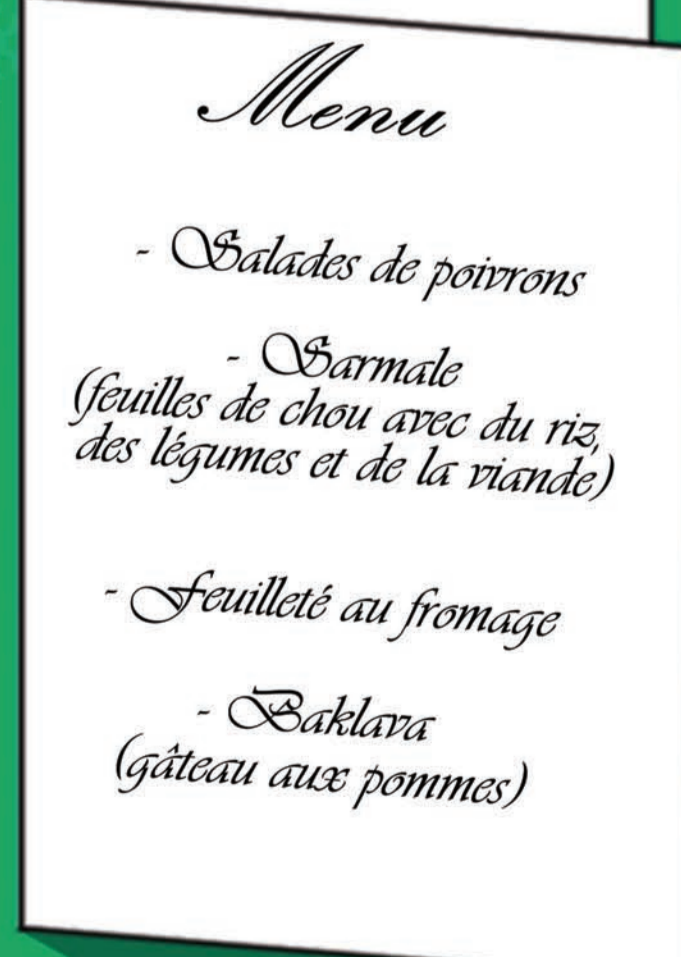 Menu
- Salades de poivrons
- Sarmale
(feuilles de chou avec du riz,
des légumes et de la viande)
- Feuilleté au fromage
- Baklava
(gâteau aux pommes)